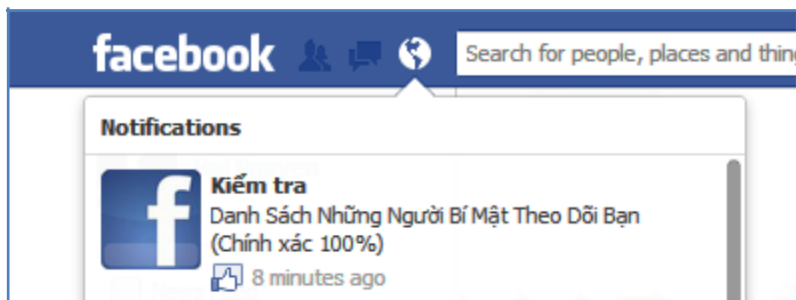 facebook
Search for people, places and thin
Notifications
Kiểm tra
Danh Sách Những Người Bí Mật Theo Dõi Bạn
(Chính xác 100%)
8 minutes ago